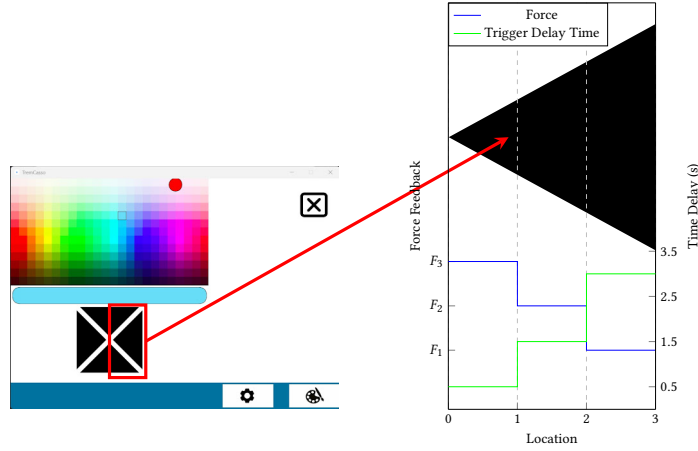 Force
Trigger Delay Time
Force Feedback
Time Delay (s)
F3
F2
F1
3.5
2.5
1.5
0.5
0
1
2
3
Location